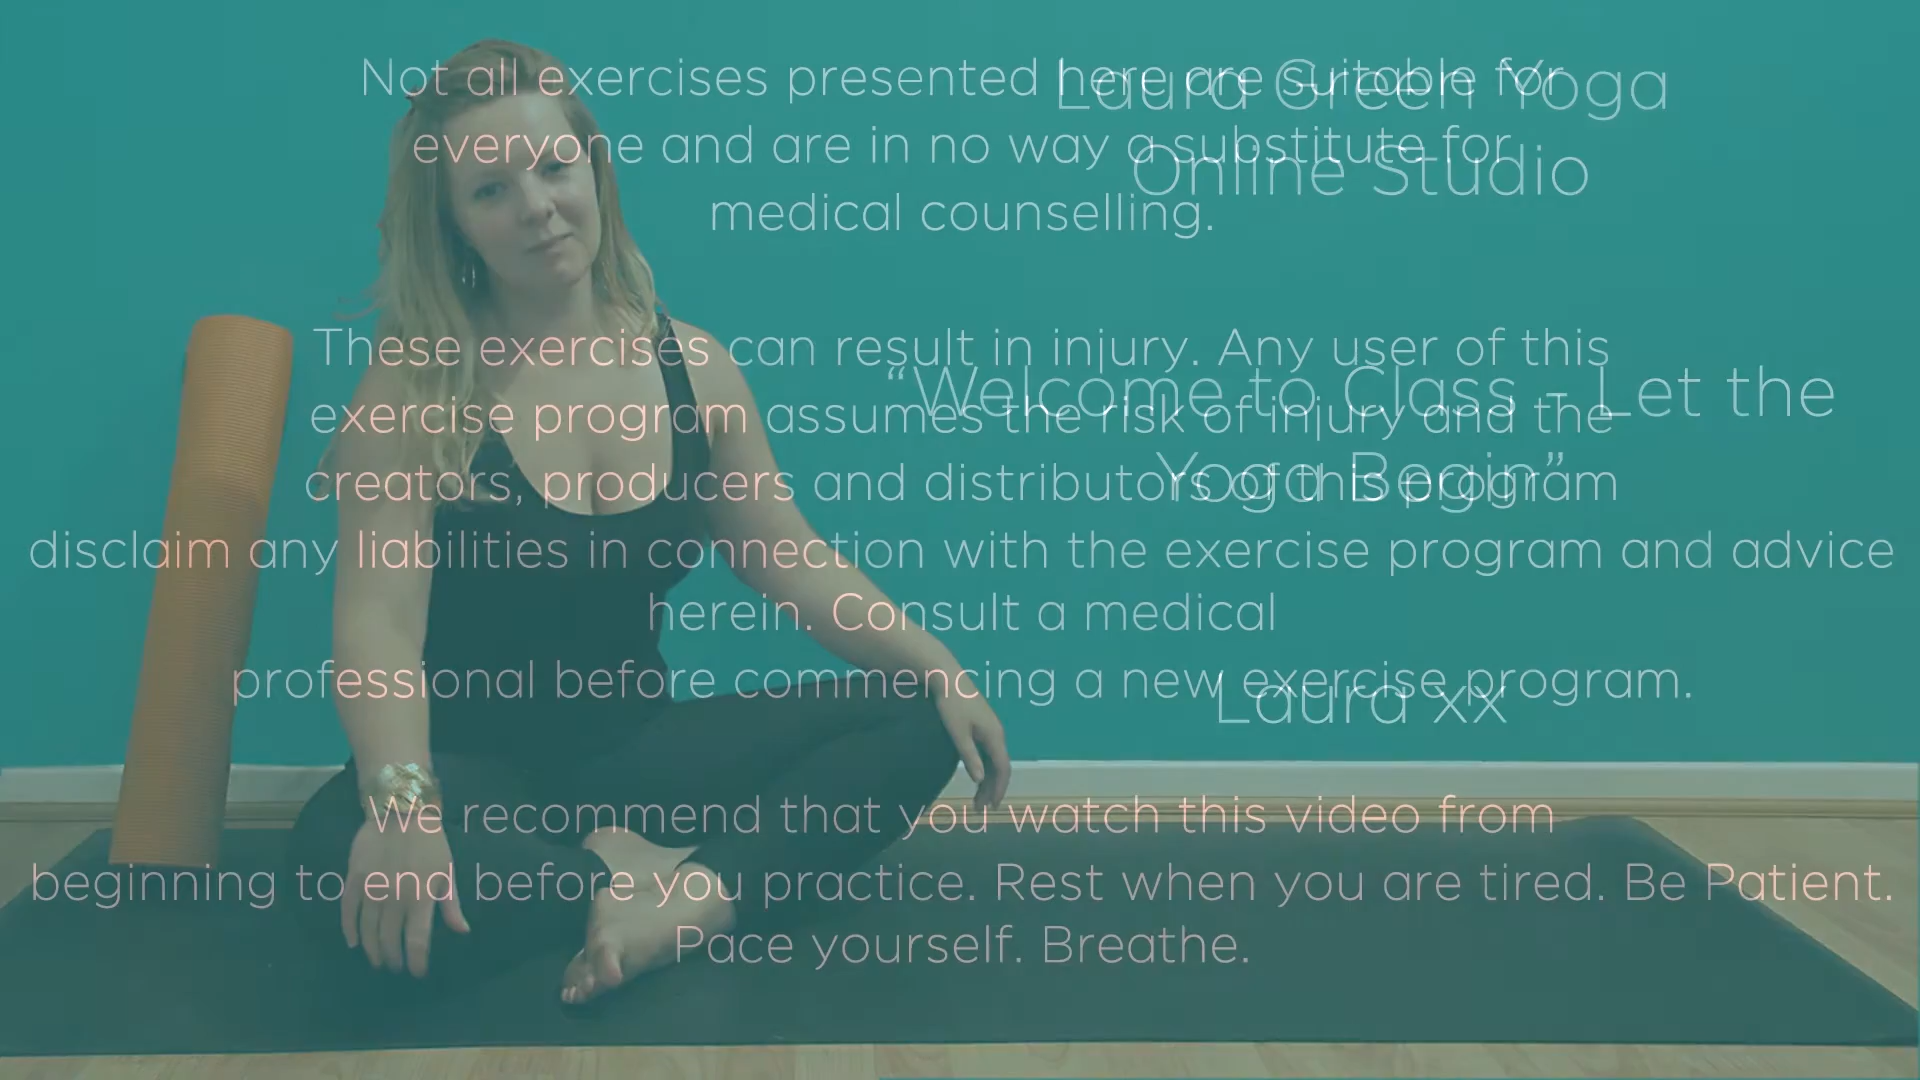 Not all exercises presented here are suitable for
everyone and are in no way a substitute for
medical counselling.
These exercises can result in injury. Any user of this
exercise program assumes the risk of injury and the
creators, producers and distributors of this program
disclaim any liabilities in connection with the exercise program and advice
herein. Consult a medical
professional before commencing a new exercise program.
We recommend that you watch this video from
beginning to end before you practice. Rest when you are tired. Be Patient.
Pace yourself. Breathe.
Laura Green Yoga
Online Studio
“Welcome to Class - Let the
Yoga Begin”
Laura xx